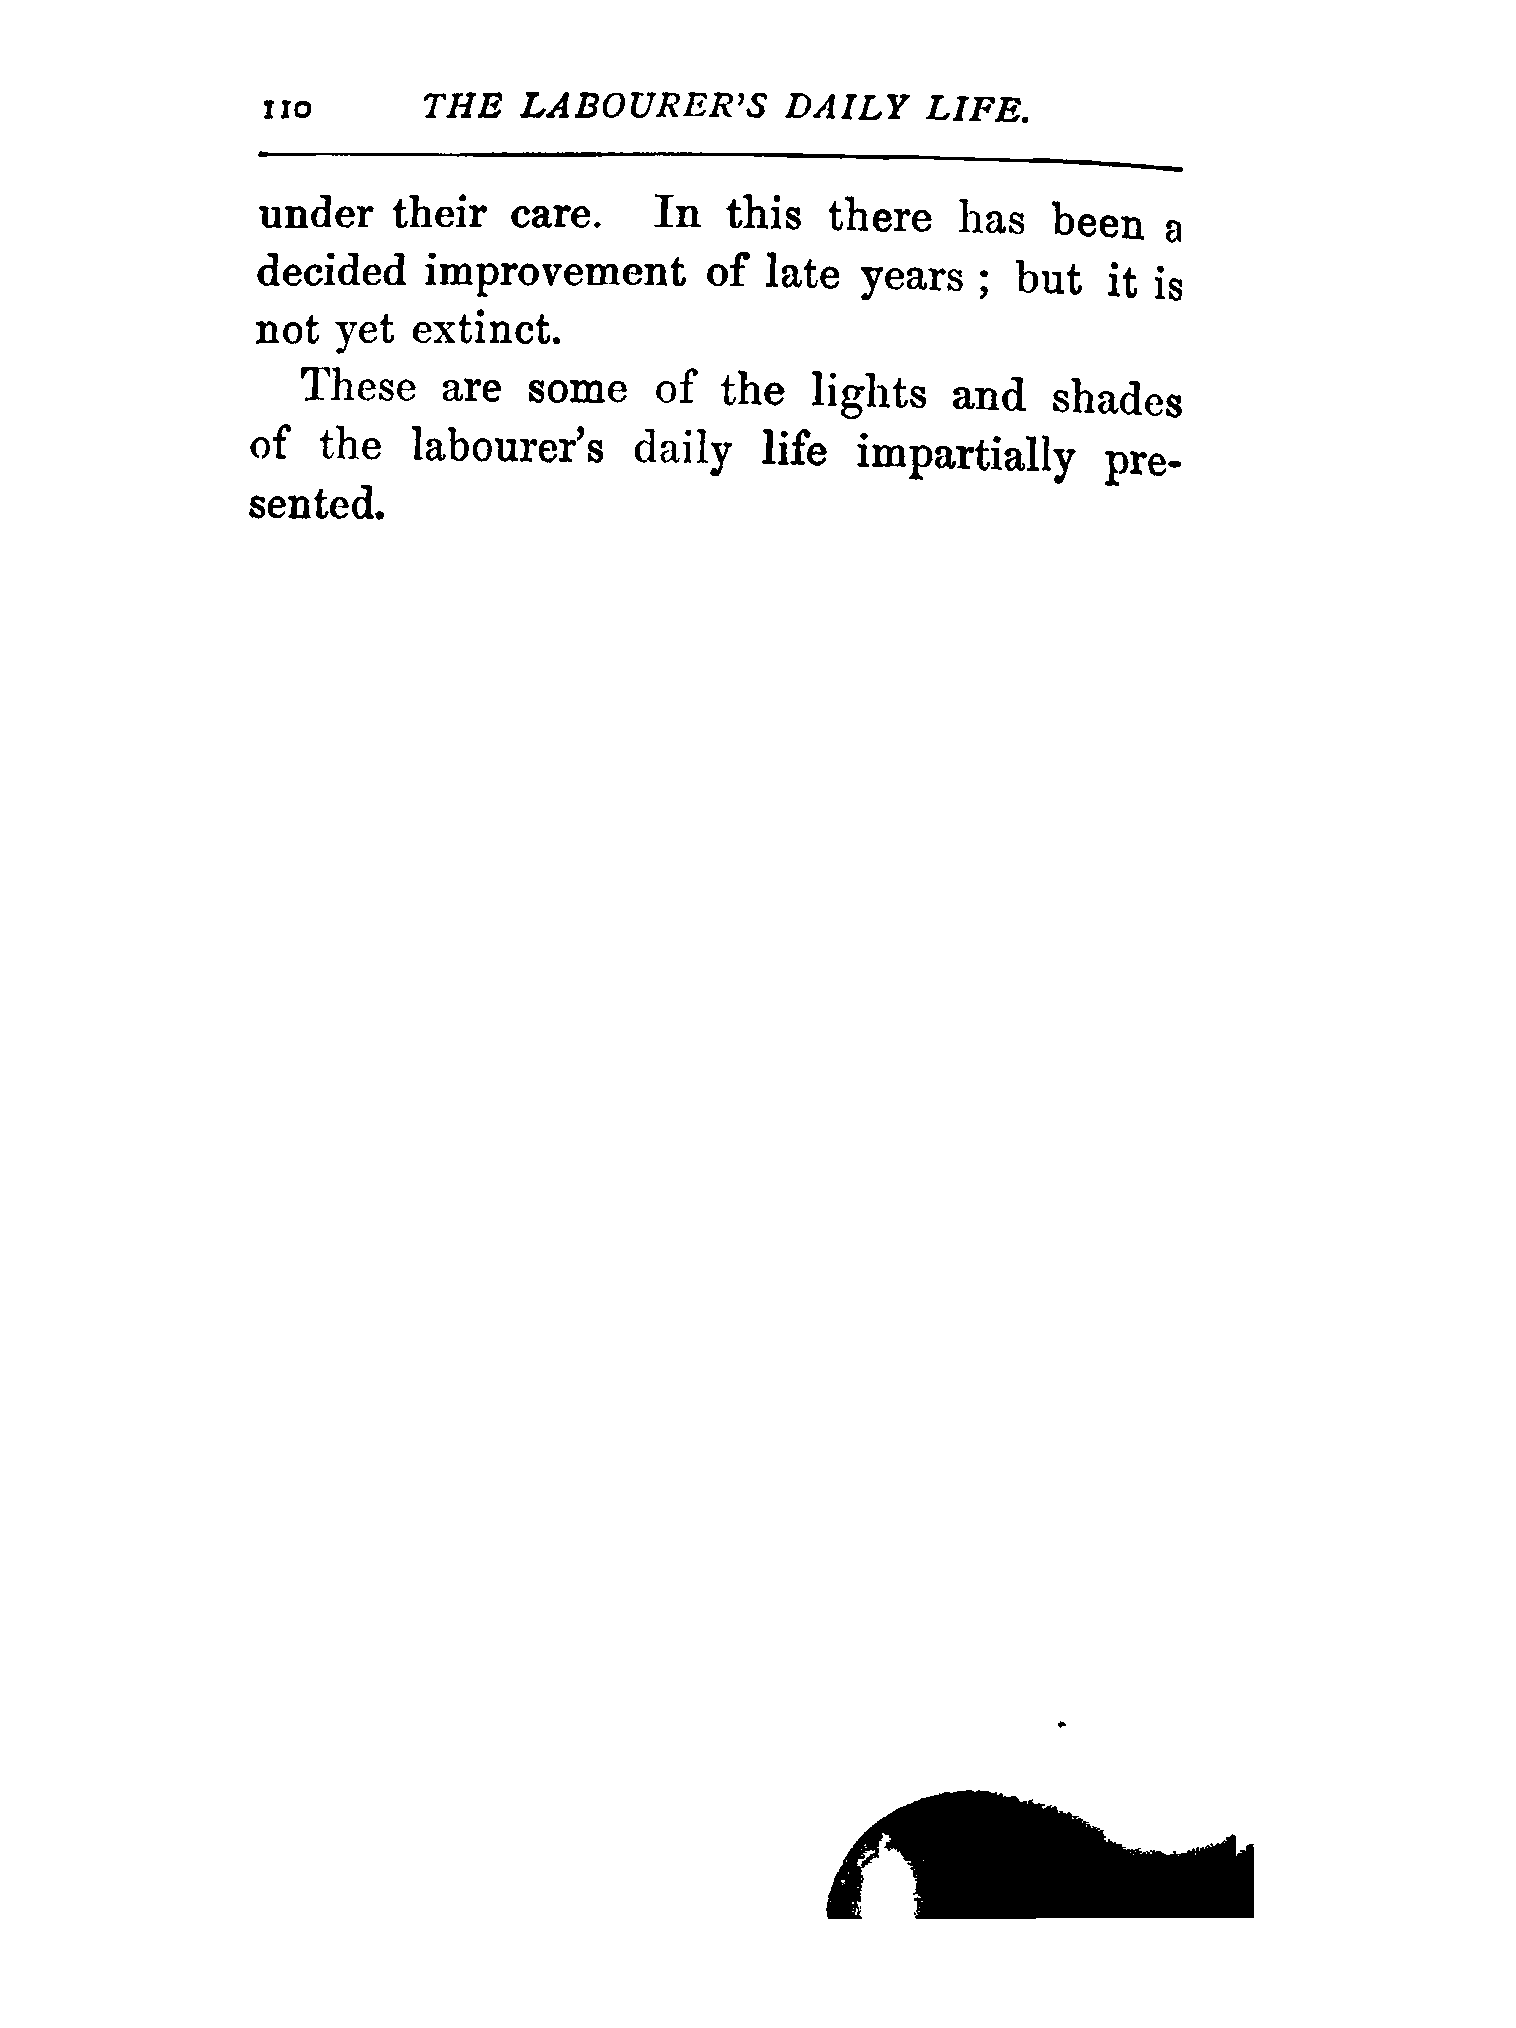 110 THE LABOURER'S DAILY LIFE.
under their care. In this there has been a
decided improvement of late years ; but it is
not yet extinct.
These are some of the lights and shades
of the labourer's daily life impartially pre-
sented.